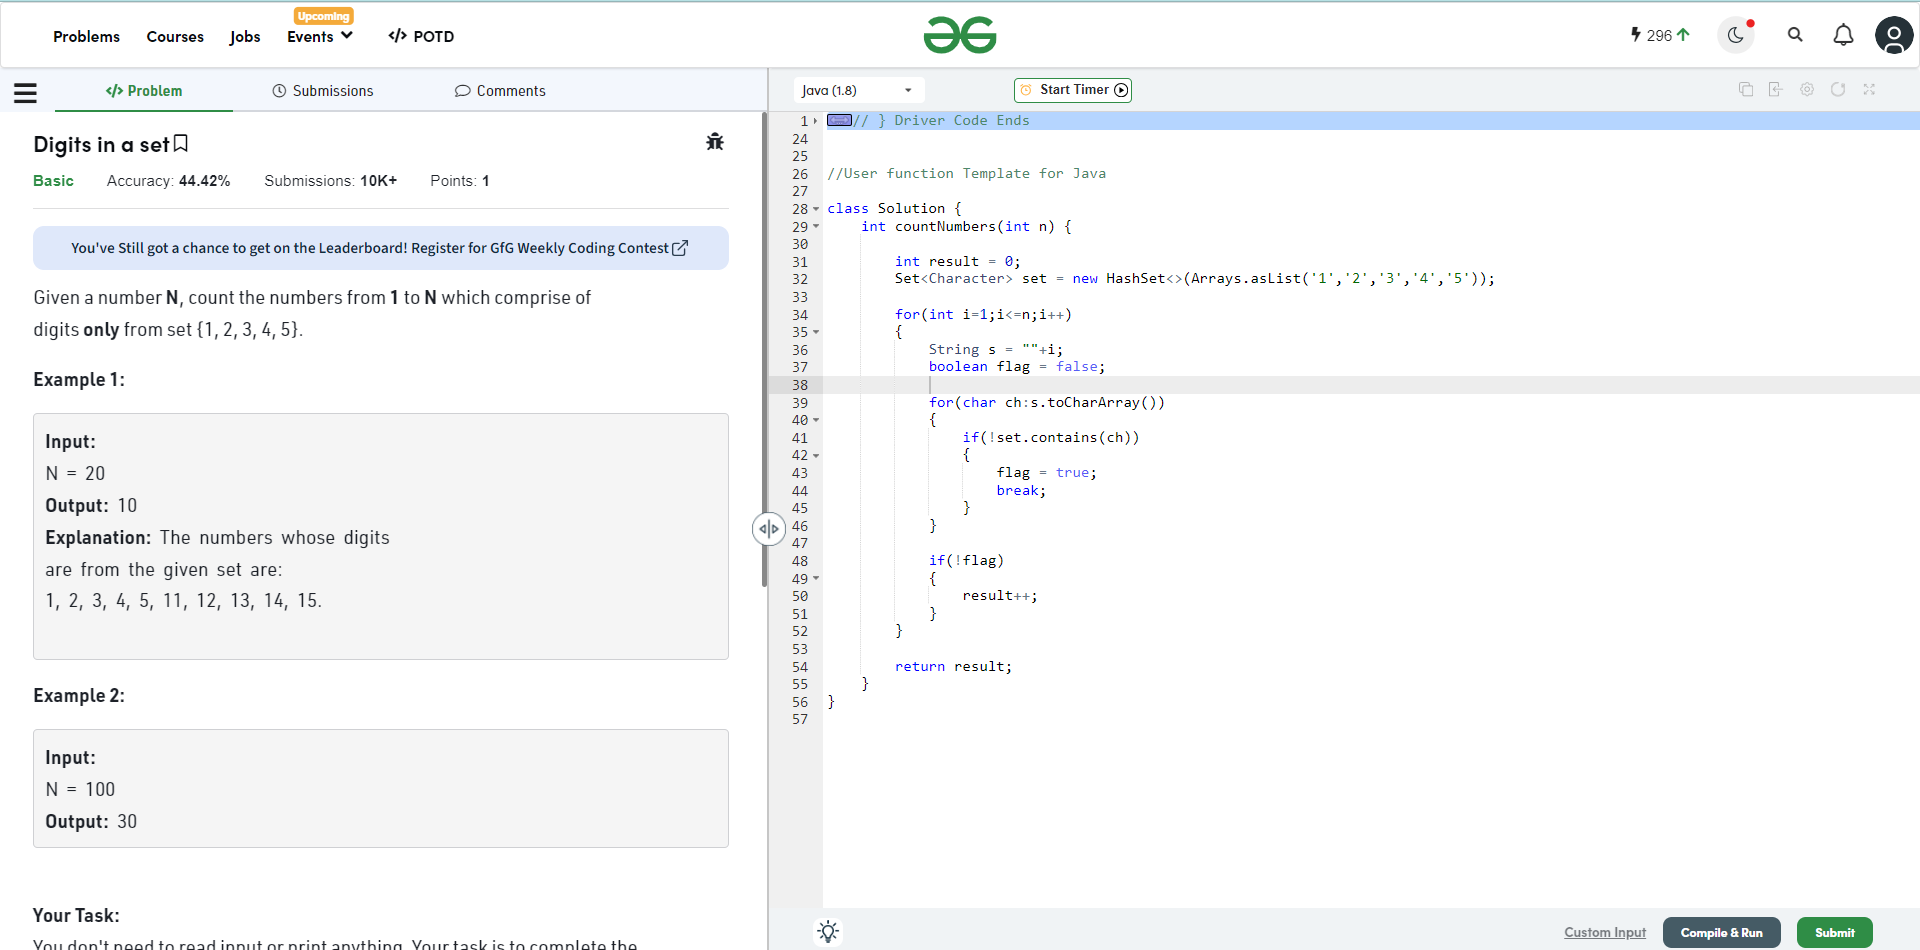 Problems Courses Jobs Events Upcoming </> POTD
296
</> Problem Submissions Comments
Digits in a set
Basic Accuracy: 44.42% Submissions: 10K+ Points: 1
You've Still got a chance to get on the Leaderboard! Register for GfG Weekly Coding Contest
Given a number N, count the numbers from 1 to N which comprise of
digits only from set {1, 2, 3, 4, 5}.
Example 1:
Input:
N = 20
Output: 10
Explanation: The numbers whose digits
are from the given set are:
1, 2, 3, 4, 5, 11, 12, 13, 14, 15.
Example 2:
Input:
N = 100
Output: 30
Your Task:
You don't need to read input or print anything. Your task is to complete the
Java (1.8) Start Timer
1 // } Driver Code Ends
24
25
26 //User function Template for Java
27
28 class Solution {
29 int countNumbers(int n) {
30
31 int result = 0;
32 Set<Character> set = new HashSet<>(Arrays.asList('1','2','3','4','5'));
33
34 for(int i=1;i<=n;i++)
35 {
36 String s = ""+i;
37 boolean flag = false;
38
39 for(char ch:s.toCharArray())
40 {
41 if(!set.contains(ch))
42 {
43 flag = true;
44 break;
45 }
46 }
47
48 if(!flag)
49 {
50 result++;
51 }
52 }
53
54 return result;
55 }
56 }
57
Custom Input Compile & Run Submit